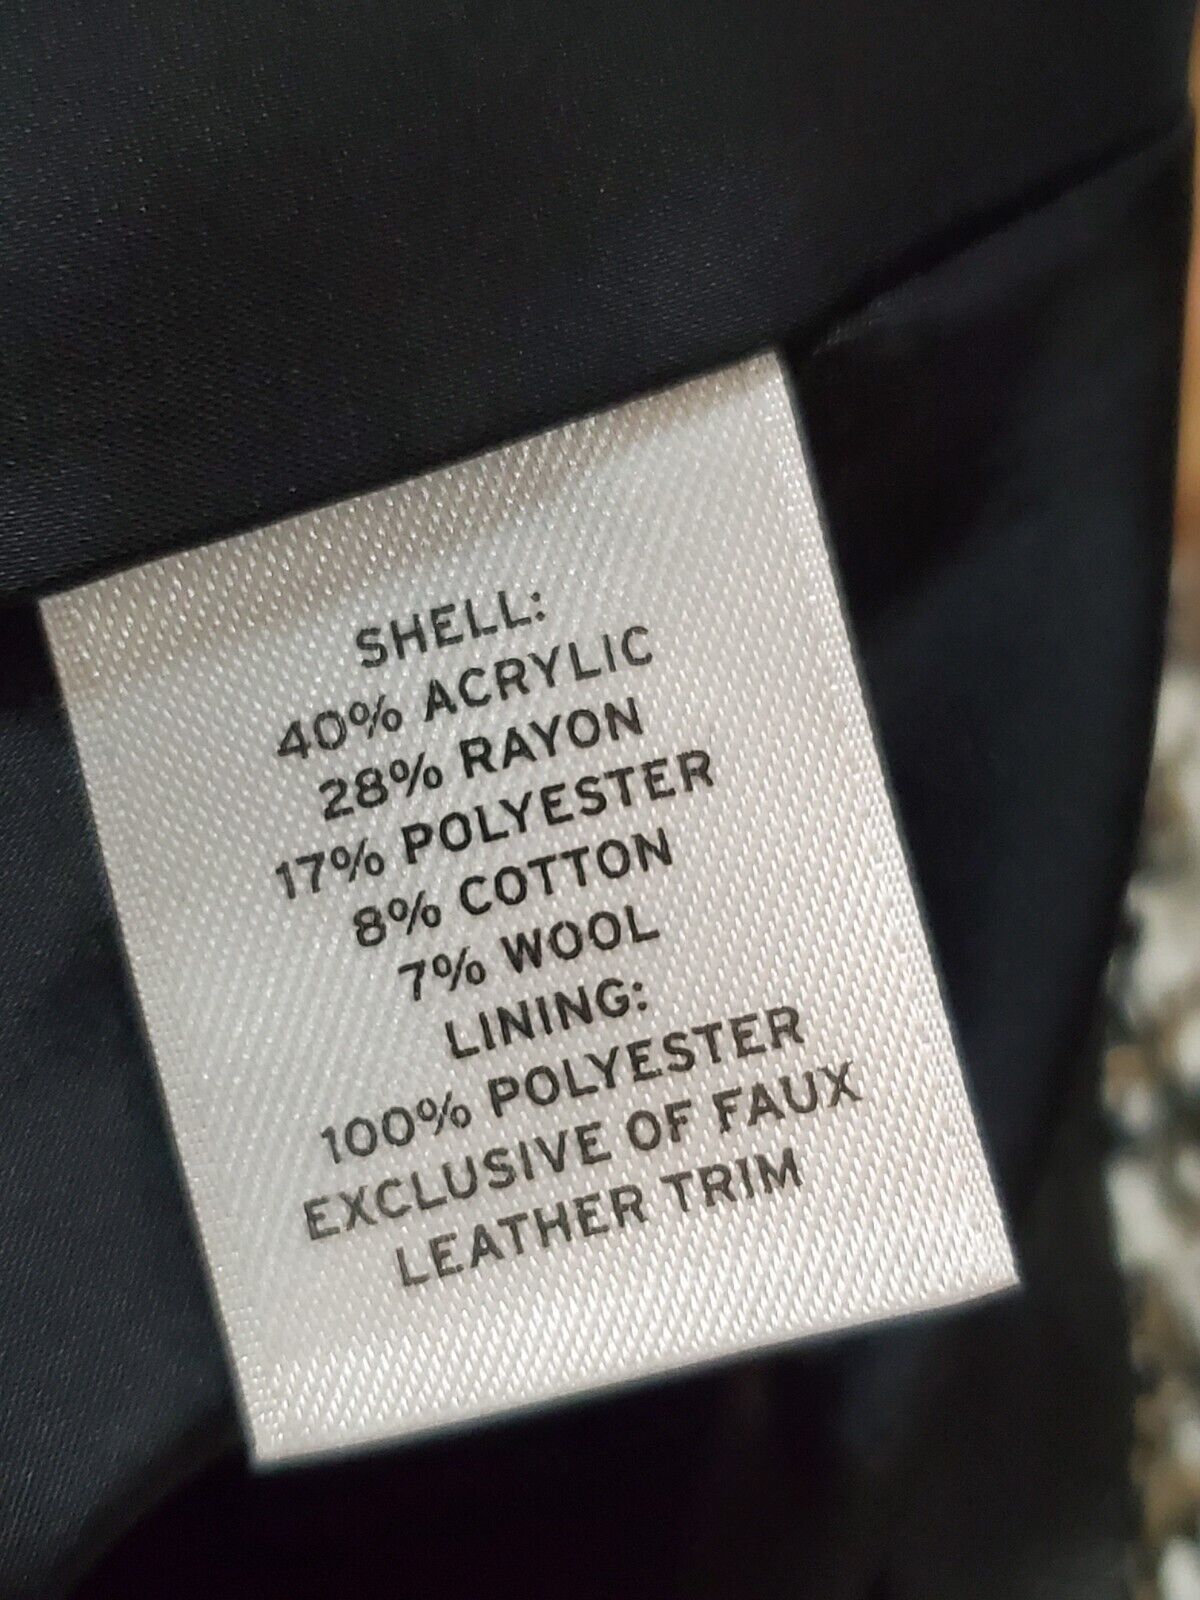 SHELL:
40% ACRYLIC
28% RAYON
17% POLYESTER
8% COTTON
7% WOOL
LINING:
100% POLYESTER
EXCLUSIVE OF FAUX
LEATHER TRIM